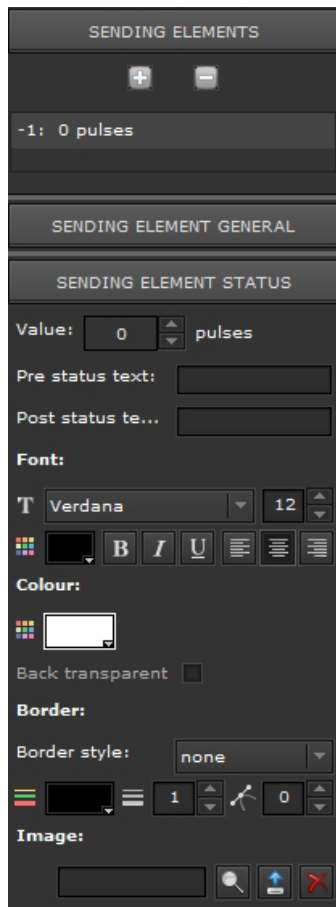 SENDING ELEMENTS
-1: 0 pulses
SENDING ELEMENT GENERAL
SENDING ELEMENT STATUS
Value: 0 pulses
Pre status text:
Post status te...
Font:
T Verdana 12
B I U
Colour:
Back transparent
Border:
Border style: none
1 0
Image: